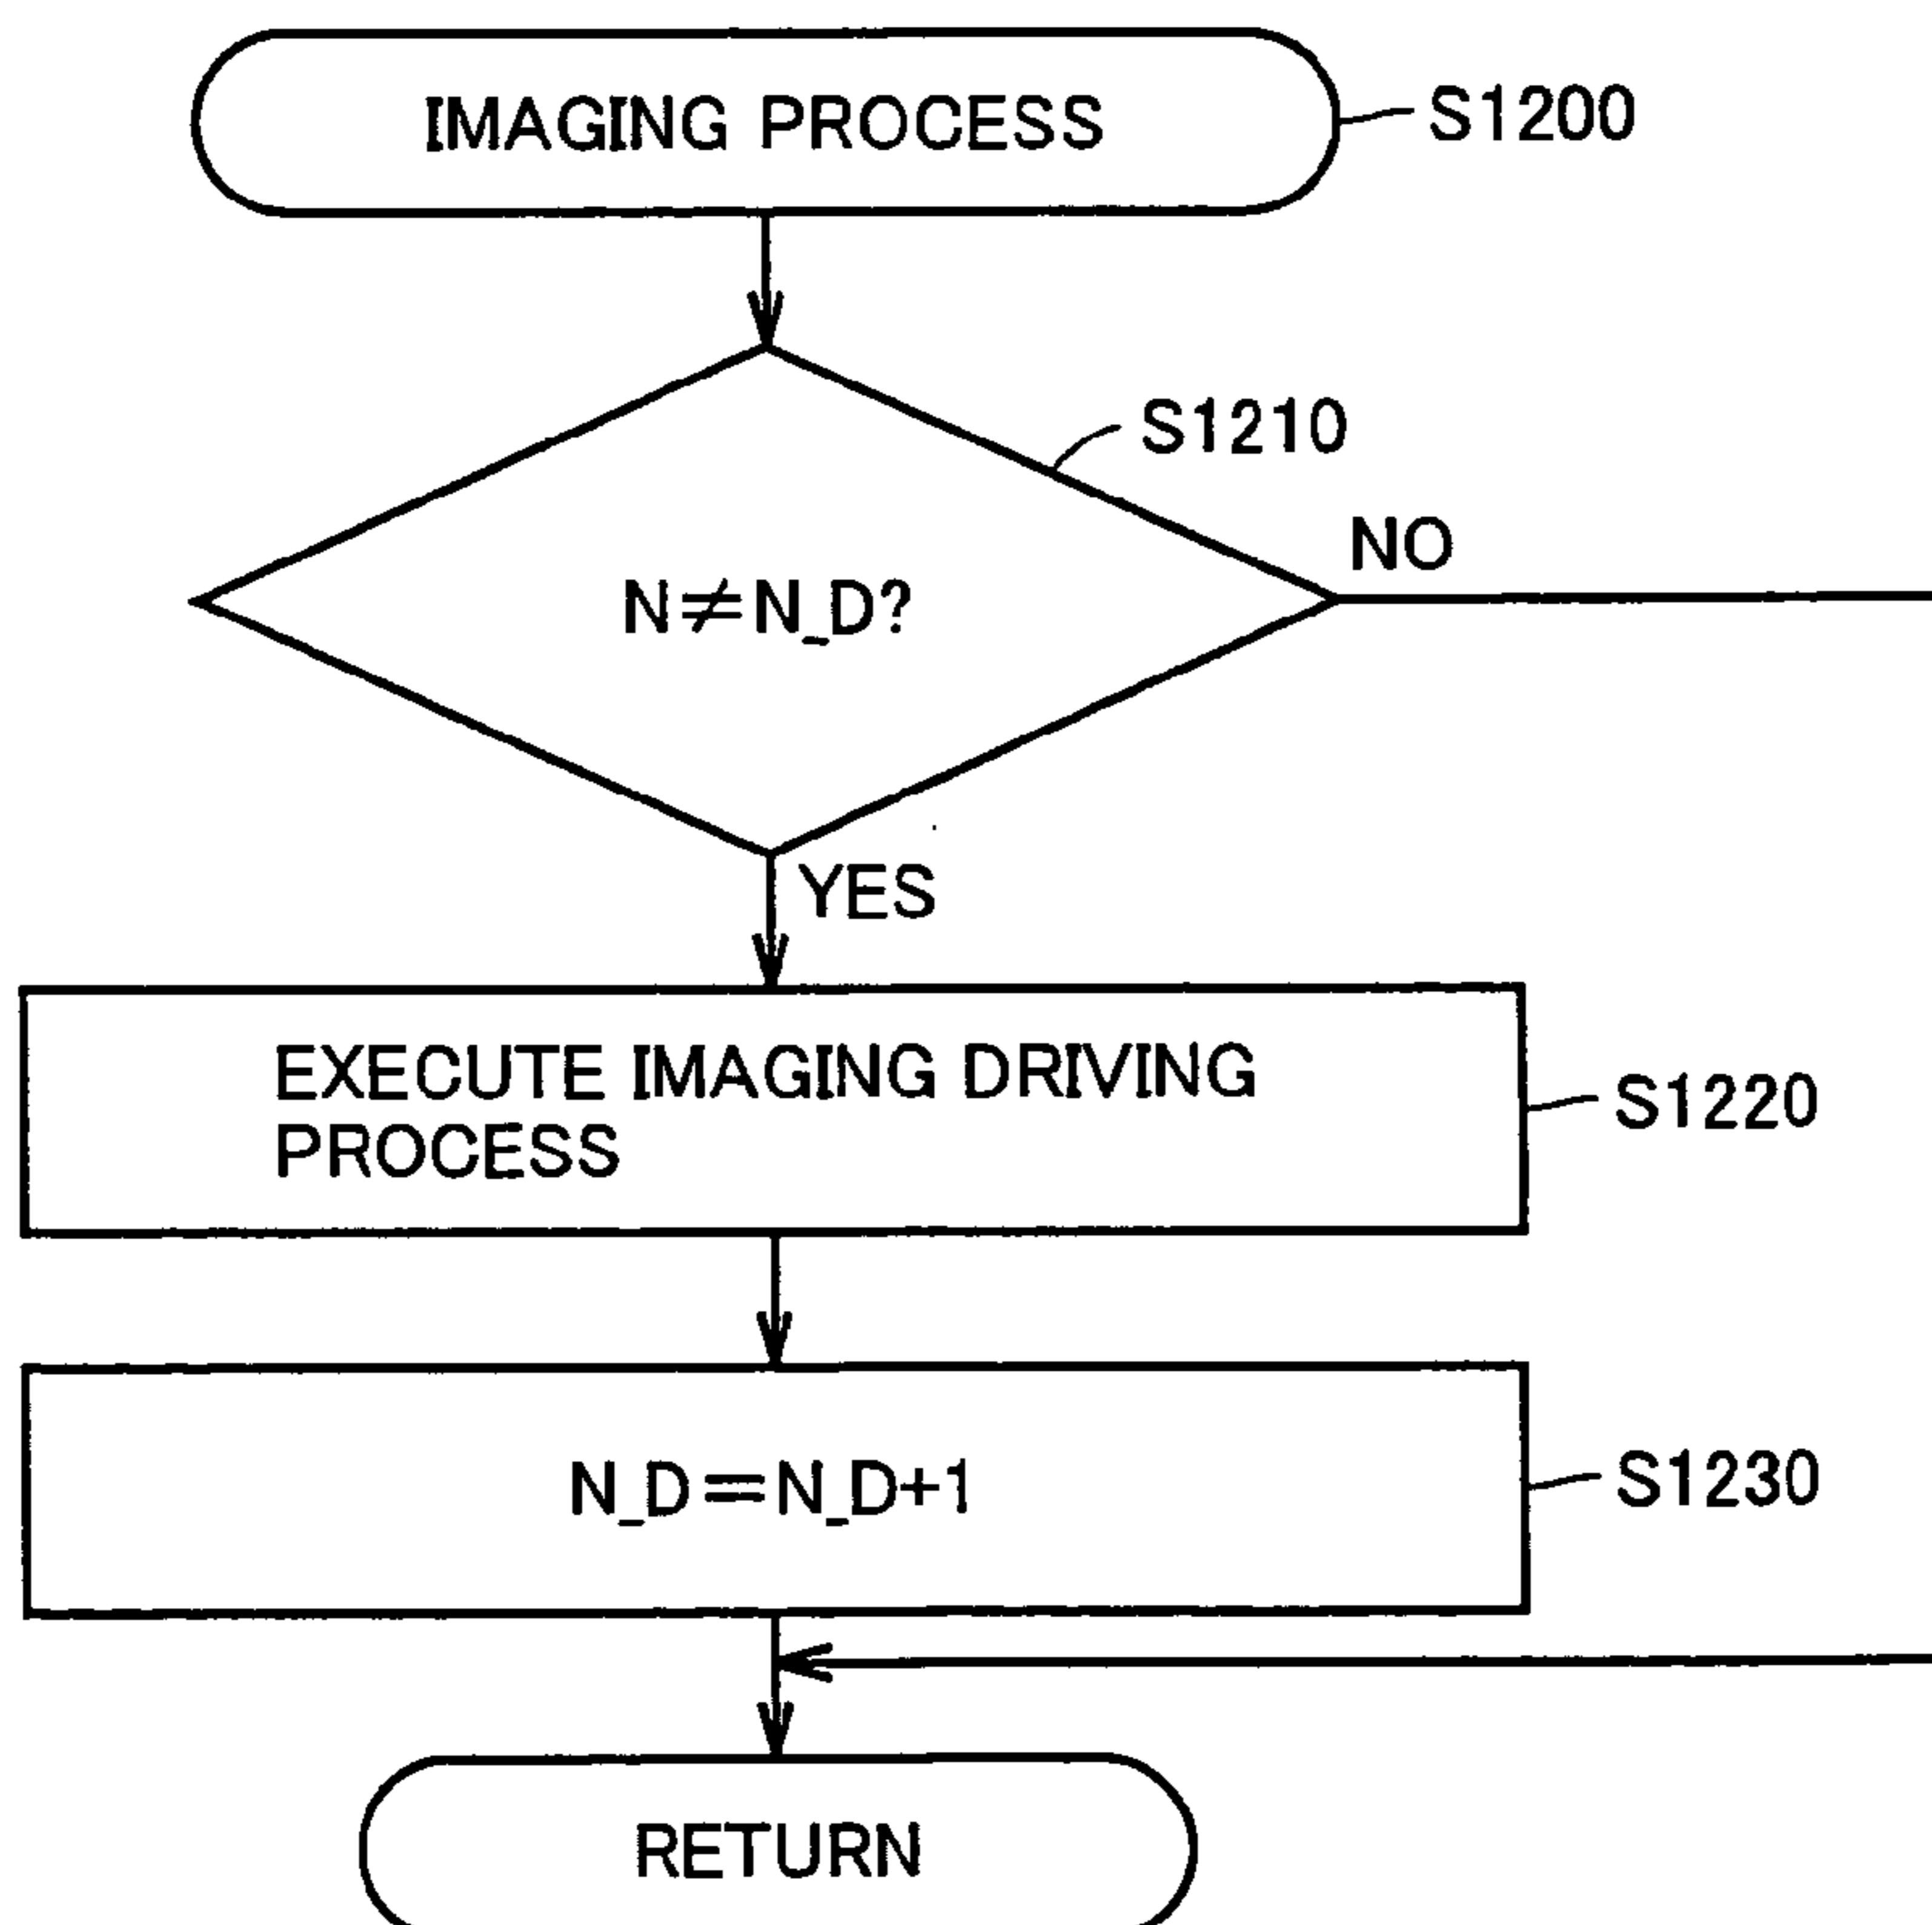 IMAGING PROCESS
S1200
S1210
NO
N≠N_D?
YES
EXECUTE IMAGING DRIVING
PROCESS
S1220
N_D=N_D+1
S1230
RETURN